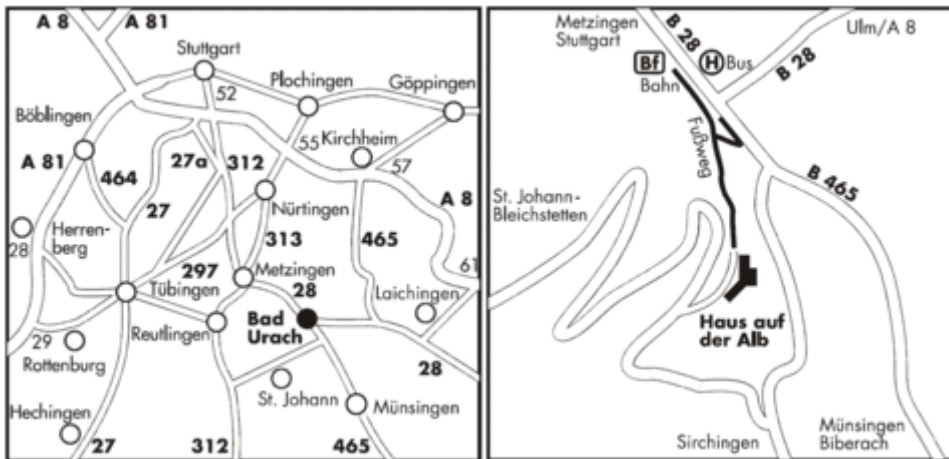 A 8
A 81
Stuttgart
52
Plochingen
Göppingen
Böblingen
55
Kirchheim
57
A 81
464
27a
312
27
Nürtingen
A 8
28
Herren-
berg
313
465
297
Metzingen
61
Tübingen
28
Laichingen
Reutlingen
Bad
Urach
29
Rottenburg
28
St. Johann
Münsingen
Hechingen
27
312
465
Metzingen
Stuttgart
B 28
Ulm/A 8
Bf
H
Bus
B 28
Bahn
Fußweg
B 465
St. Johann-
Bleichstetten
Haus auf
der Alb
Sirchingen
Münsingen
Biberach